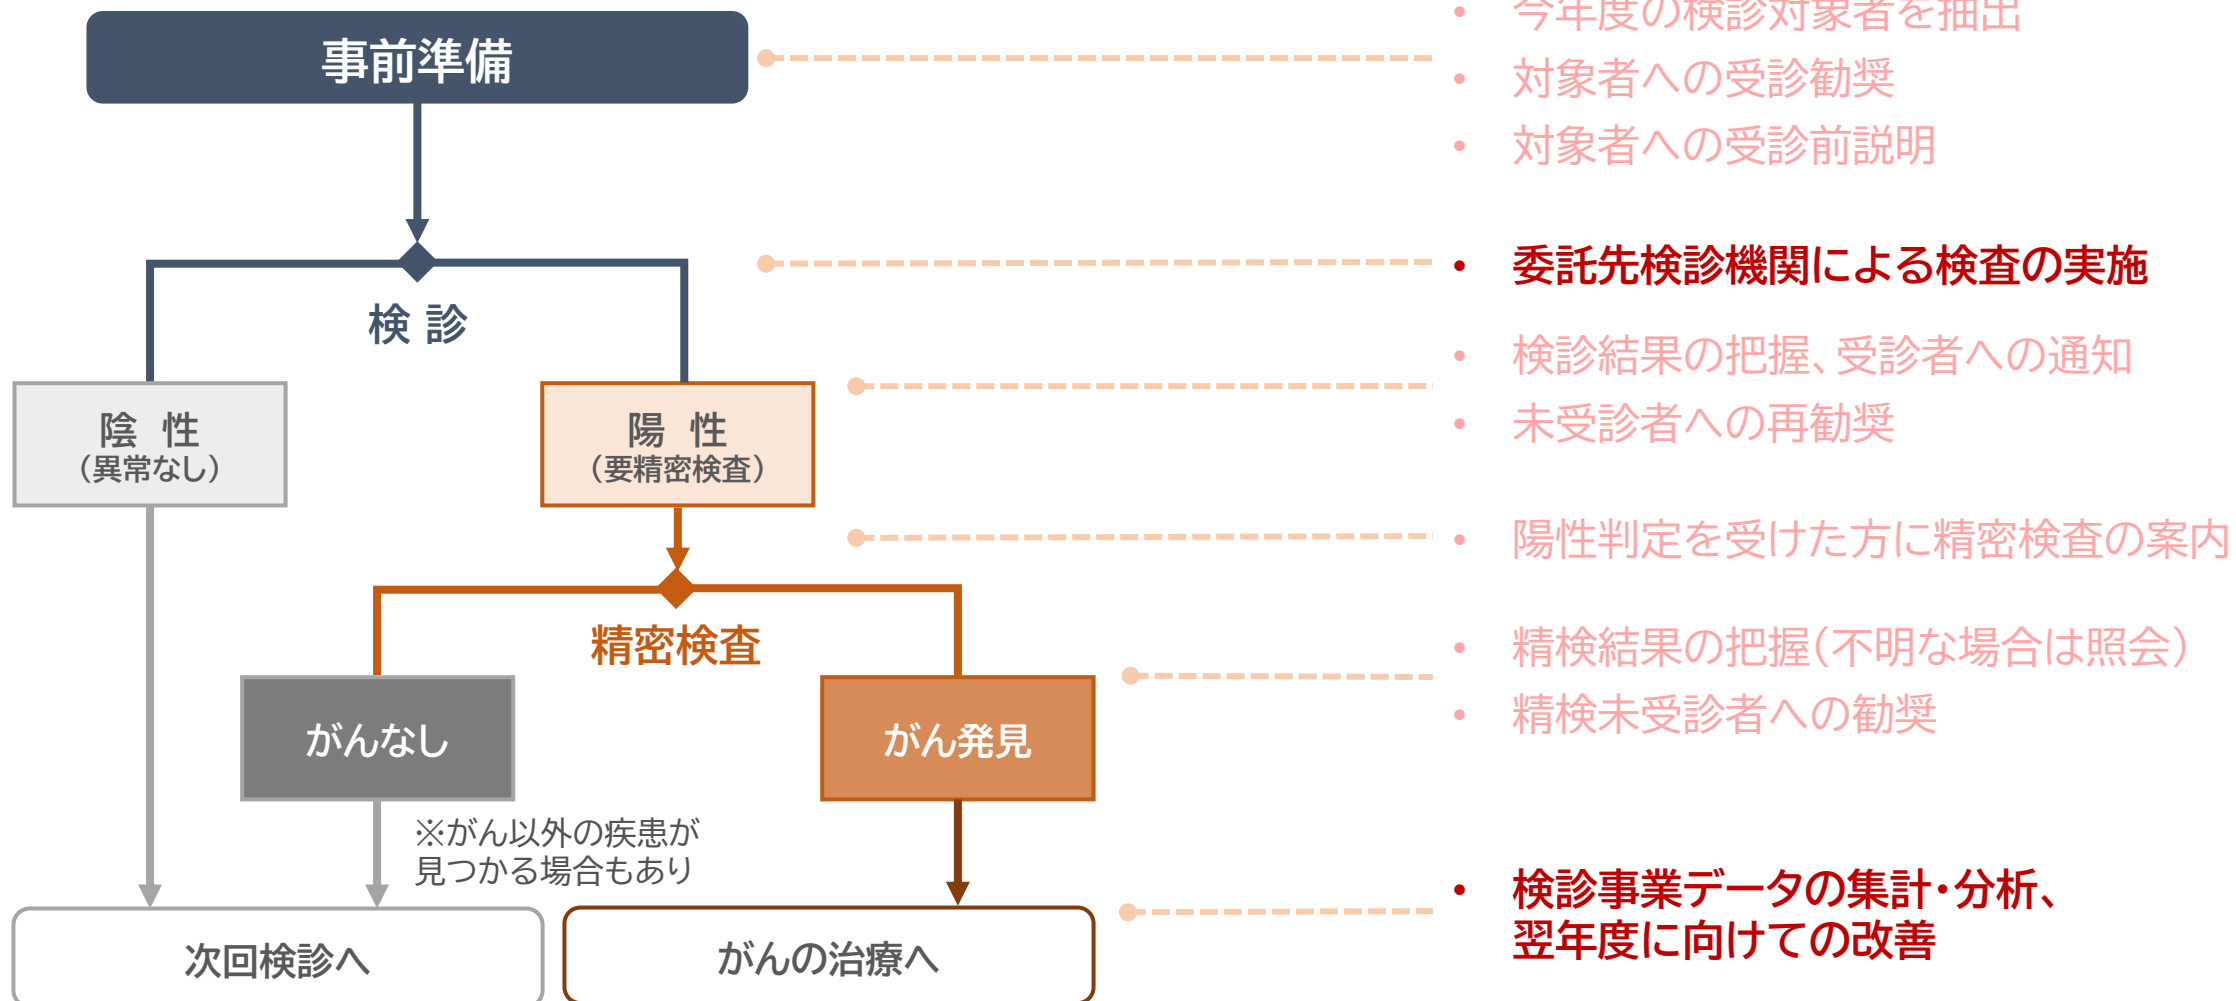 事前準備
検 診
陰 性
（異常なし）
陽 性
（要精密検査）
精密検査
がんなし
がん発見
※がん以外の疾患が
見つかる場合もあり
次回検診へ
がんの治療へ
• 今年度の検診対象者を抽出
• 対象者への受診勧奨
• 対象者への受診前説明
• 委託先検診機関による検査の実施
• 検診結果の把握、受診者への通知
• 未受診者への再勧奨
• 陽性判定を受けた方に精密検査の案内
• 精検結果の把握（不明な場合は照会）
• 精検未受診者への勧奨
• 検診事業データの集計・分析、
翌年度に向けての改善